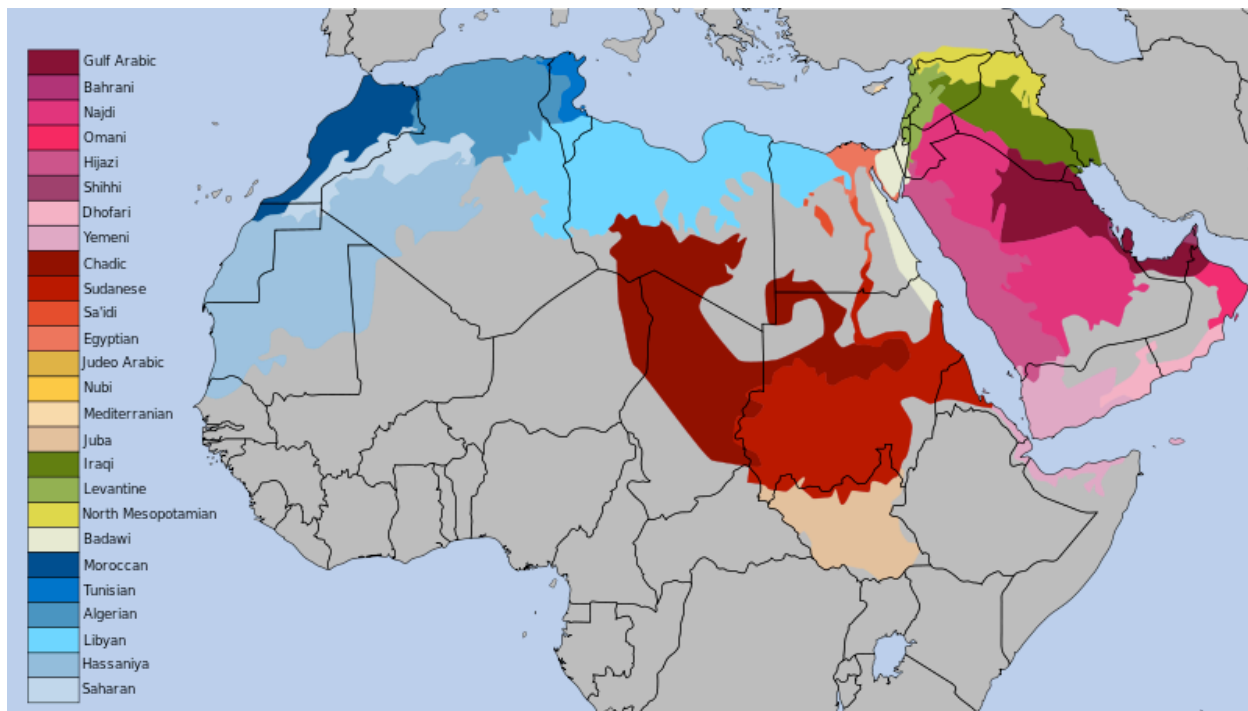 Gulf Arabic
Bahrani
Najdi
Omani
Hijazi
Shihhi
Dhofari
Yemeni
Chadic
Sudanese
Sa'idi
Egyptian
Judeo Arabic
Nubi
Mediterranian
Juba
Iraqi
Levantine
North Mesopotamian
Badawi
Moroccan
Tunisian
Algerian
Libyan
Hassaniya
Saharan